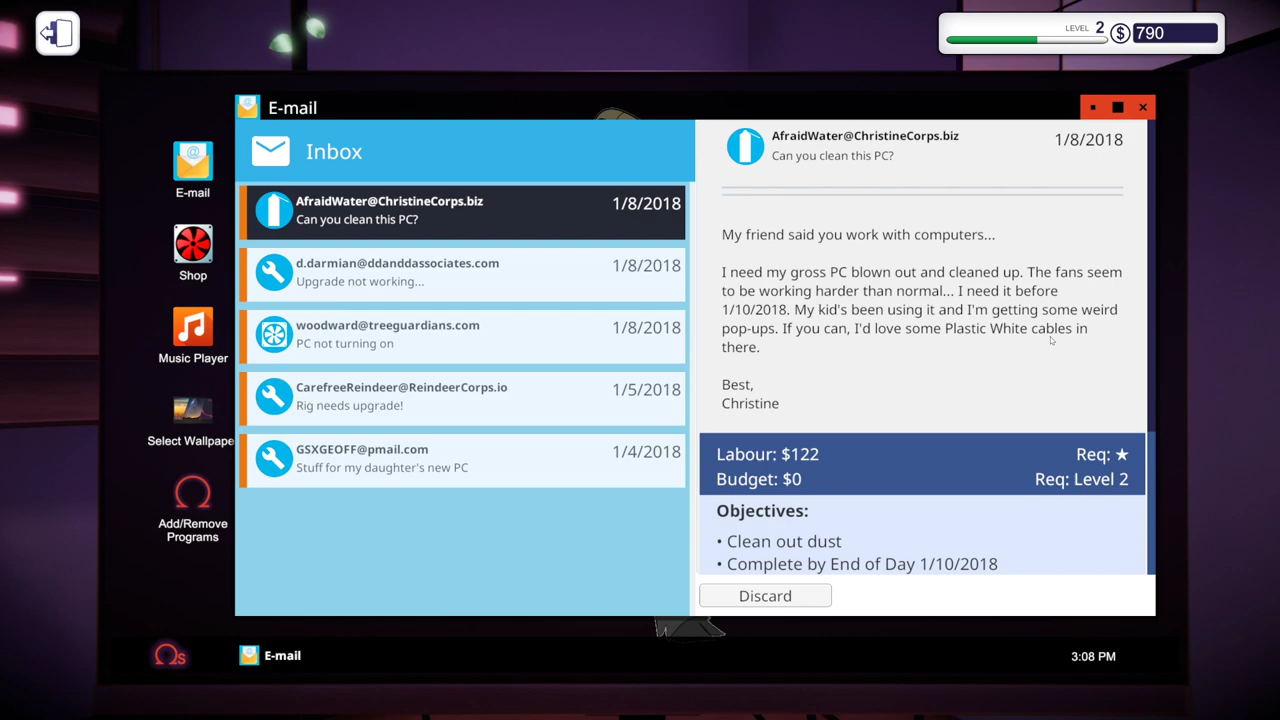 LEVEL 2
$ 790
E-mail
Inbox
AfraidWater@ChristineCorps.biz 1/8/2018
Can you clean this PC?
d.darmian@ddanddassociates.com 1/8/2018
Upgrade not working...
woodward@treeguardians.com 1/8/2018
PC not turning on
CarefreeReindeer@ReindeerCorps.io 1/5/2018
Rig needs upgrade!
GSXGEOFF@pmail.com 1/4/2018
Stuff for my daughter's new PC
AfraidWater@ChristineCorps.biz 1/8/2018
Can you clean this PC?
My friend said you work with computers...
I need my gross PC blown out and cleaned up. The fans seem
to be working harder than normal... I need it before
1/10/2018. My kid's been using it and I'm getting some weird
pop-ups. If you can, I'd love some Plastic White cables in
there.
Best,
Christine
Labour: $122 Req: ★
Budget: $0 Req: Level 2
Objectives:
• Clean out dust
• Complete by End of Day 1/10/2018
Discard
E-mail
Shop
Music Player
Select Wallpape
Add/Remove
Programs
Ωs
E-mail
3:08 PM